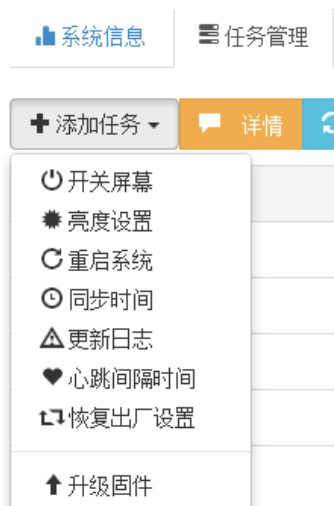 系统信息 任务管理
添加任务 详情
开关屏幕
亮度设置
重启系统
同步时间
更新日志
心跳间隔时间
恢复出厂设置
升级固件